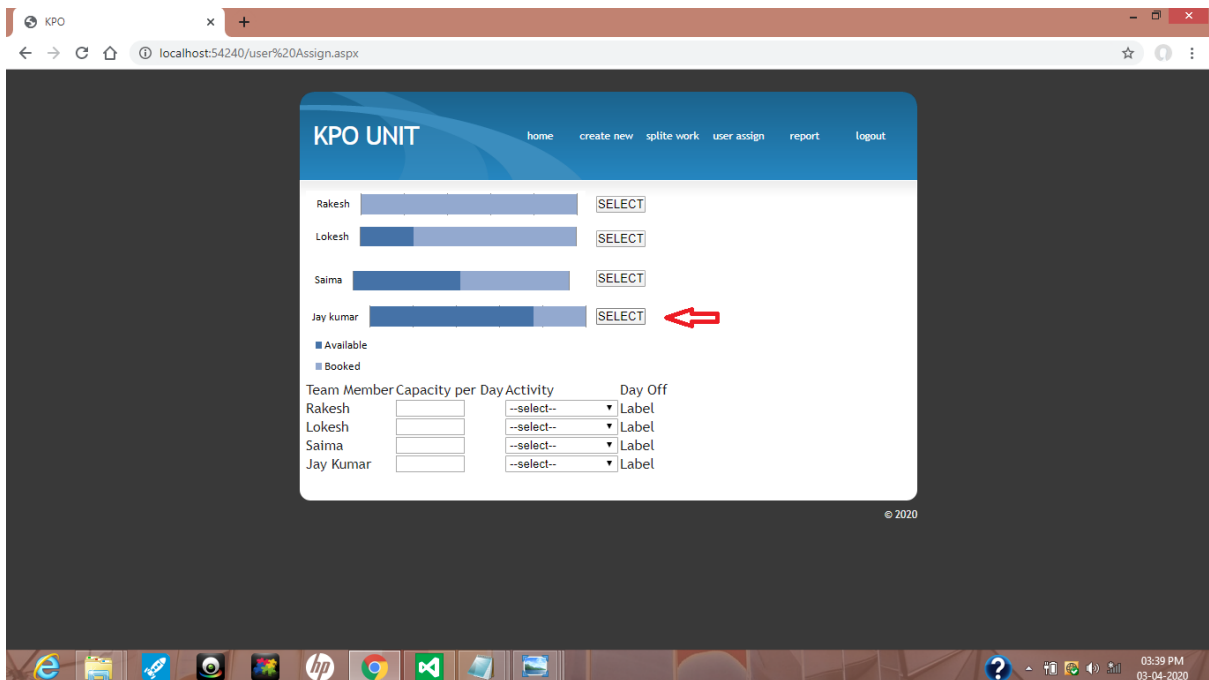 KPO
localhost:54240/user%20Assign.aspx
KPO UNIT
home create new splite work user assign report logout
Rakesh SELECT
Lokesh SELECT
Saima SELECT
Jay kumar SELECT
Available
Booked
Team Member Capacity per Day Activity Day Off
Rakesh --select-- Label
Lokesh --select-- Label
Saima --select-- Label
Jay Kumar --select-- Label
© 2020
hp
03:39 PM
03-04-2020